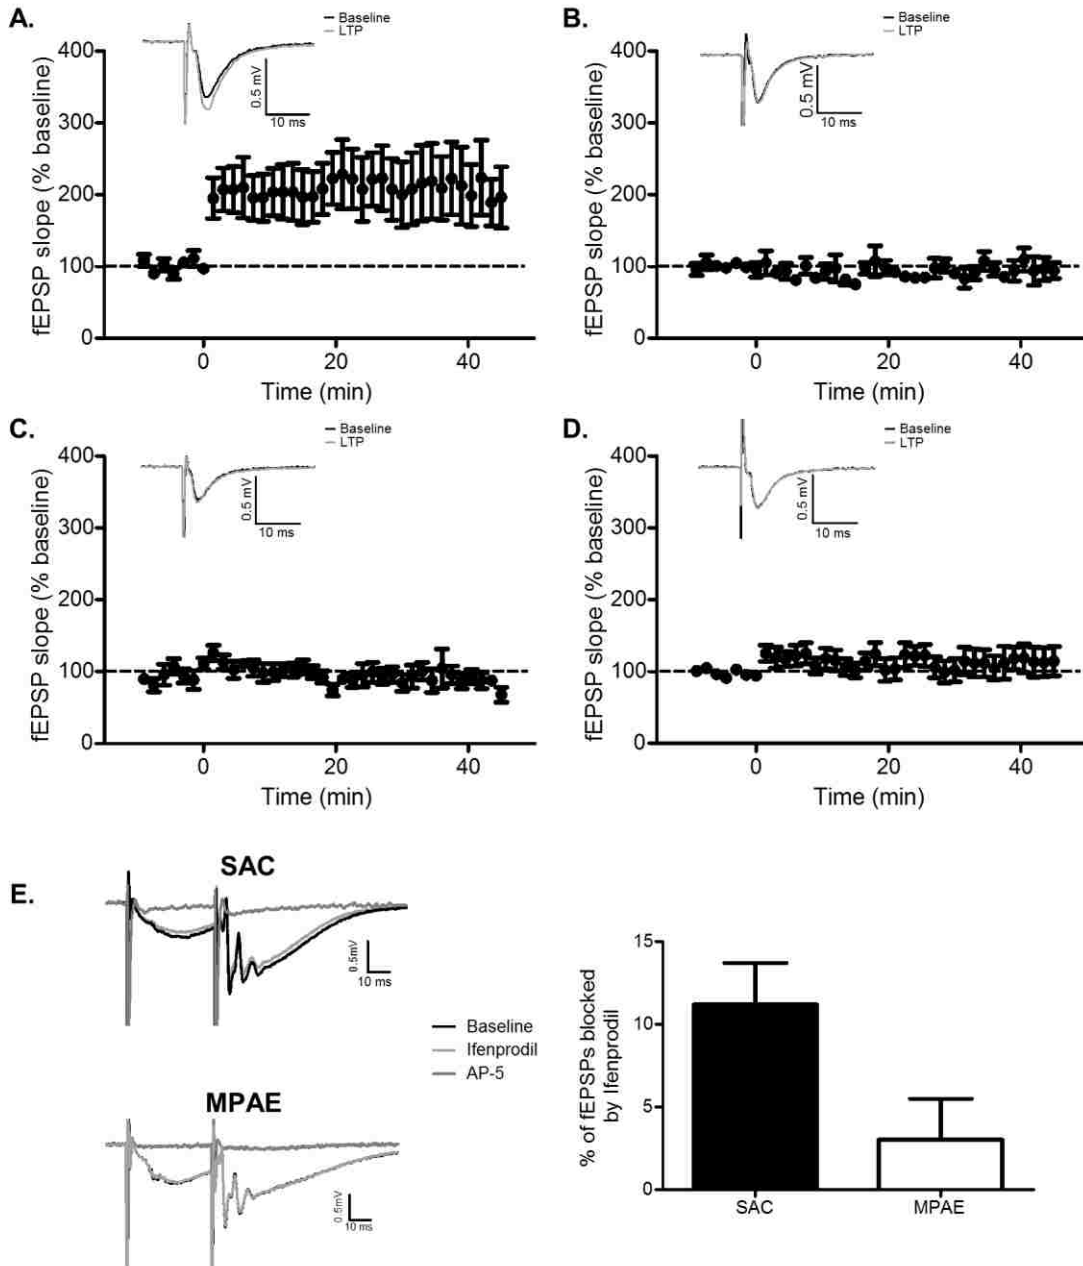 A.
Baseline
LTP
0.5 mV
10 ms
400
300
200
100
0
fEPSP slope (% baseline)
0 20 40
Time (min)
B.
Baseline
LTP
0.5 mV
10 ms
400
300
200
100
0
fEPSP slope (% baseline)
0 20 40
Time (min)
C.
Baseline
LTP
0.5 mV
10 ms
400
300
200
100
0
fEPSP slope (% baseline)
0 20 40
Time (min)
D.
Baseline
LTP
0.5 mV
10 ms
400
300
200
100
0
fEPSP slope (% baseline)
0 20 40
Time (min)
E.
SAC
0.5mV
10 ms
Baseline
Ifenprodil
AP-5
MPAE
0.5mV
10 ms
% of fEPSPs blocked
by Ifenprodil
15
10
5
0
SAC MPAE